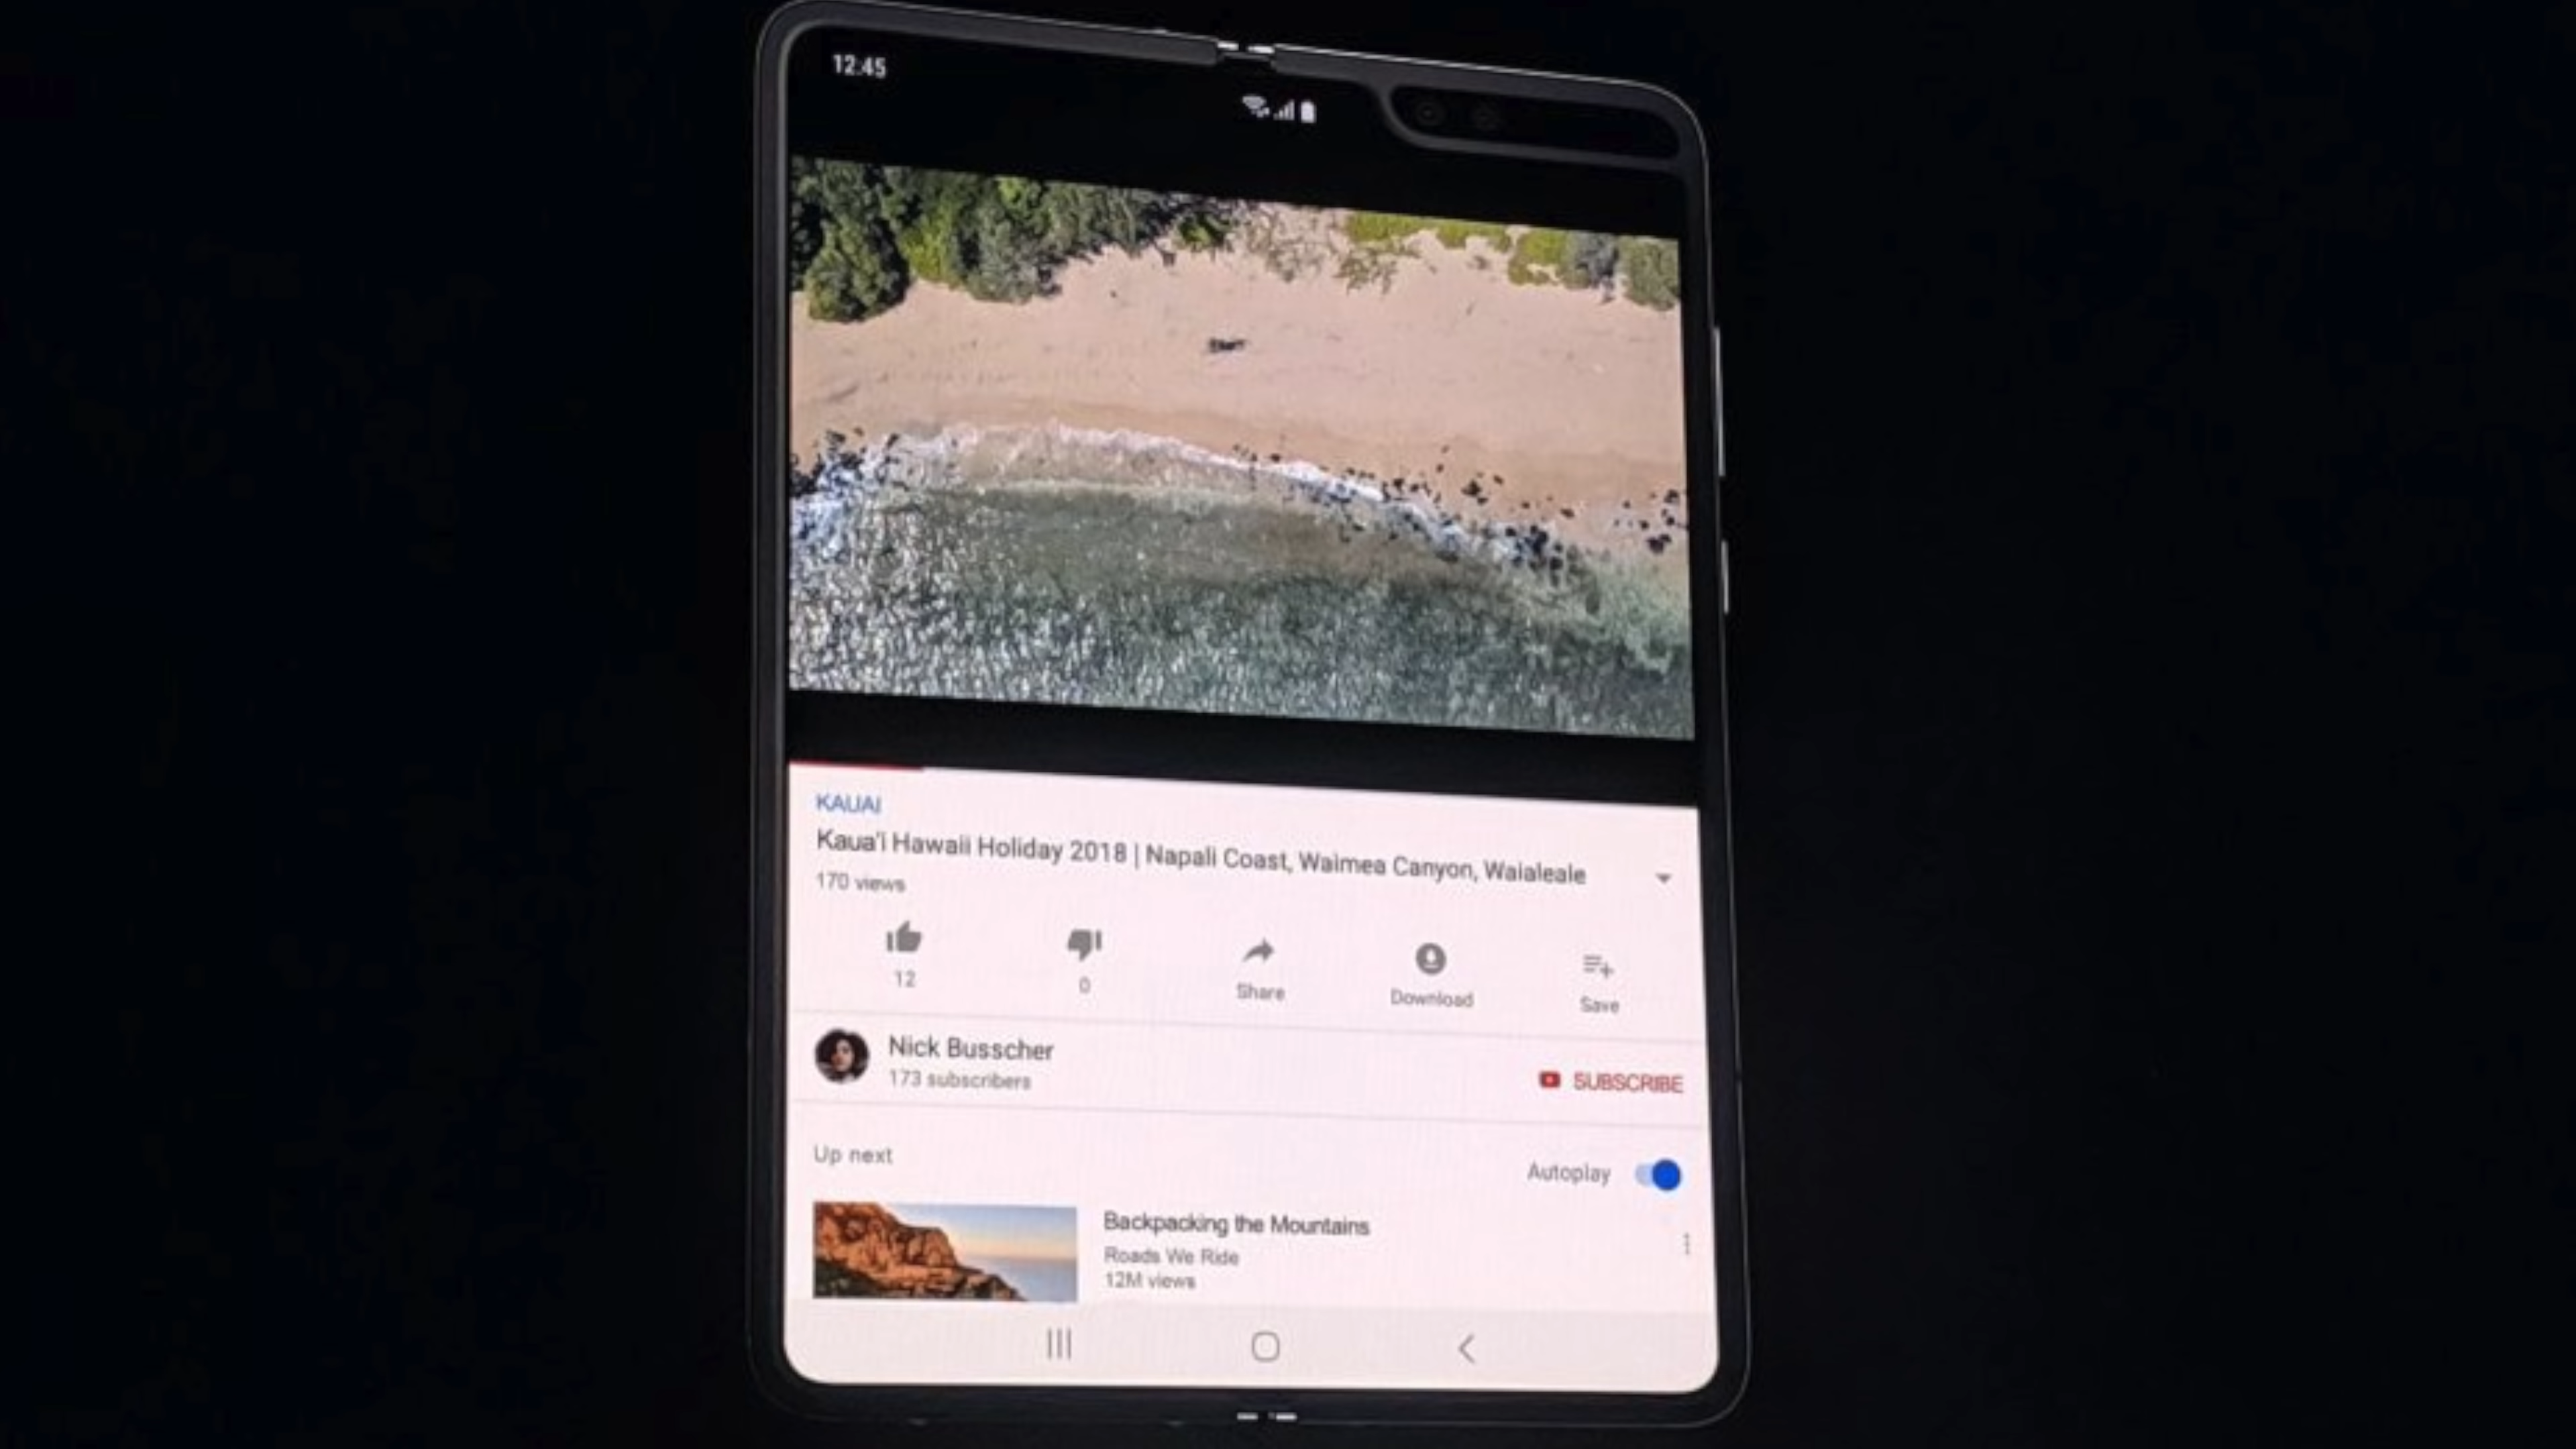 12:45
KAUAI
Kaua'i Hawaii Holiday 2018 | Napali Coast, Waimea Canyon, Waialeale
170 views
12
0
Share
Download
Save
Nick Busscher
173 subscribers
SUBSCRIBE
Up next
Autoplay
Backpacking the Mountains
Roads We Ride
12M views